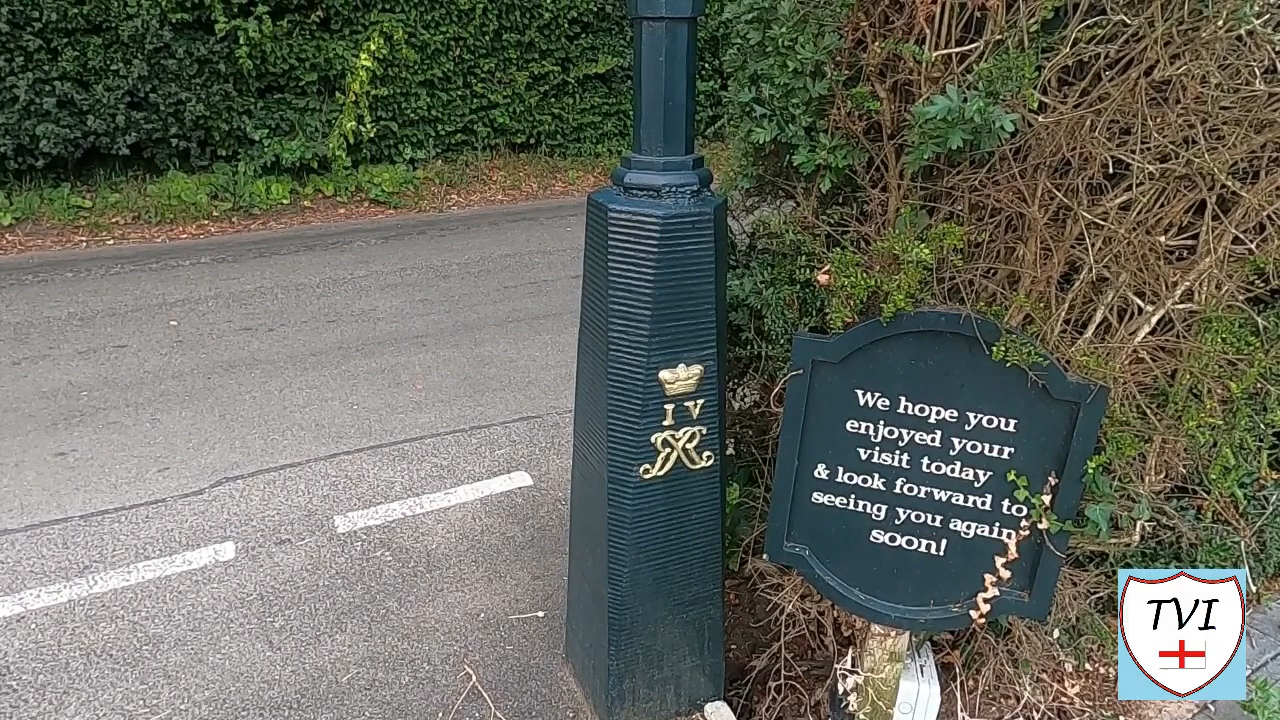 IV
We hope you
enjoyed your
visit today
& look forward to
seeing you again
soon!
TVI